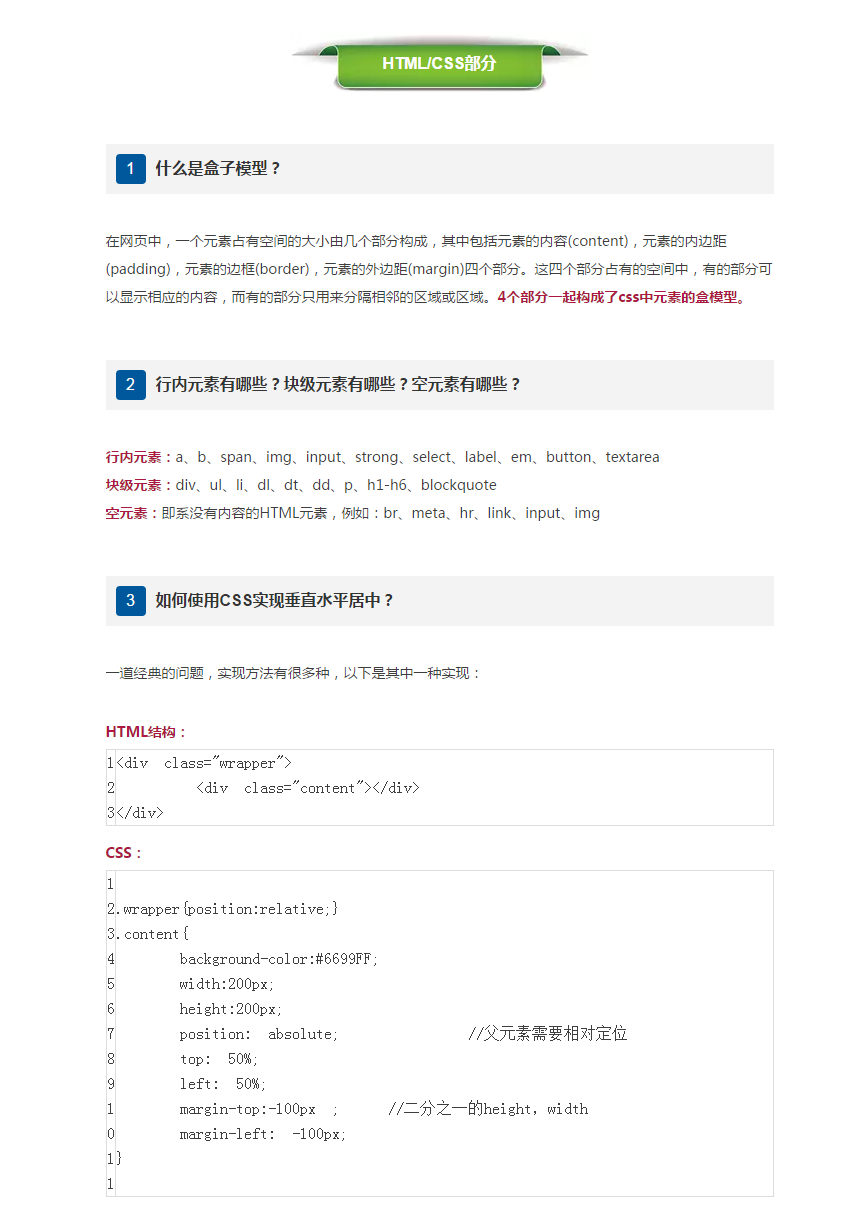 HTML/CSS部分
1 什么是盒子模型？
在网页中，一个元素占有空间的大小由几个部分构成，其中包括元素的内容(content)，元素的内边距
(padding)，元素的边框(border)，元素的外边距(margin)四个部分。这四个部分占有的空间中，有的部分可
以显示相应的内容，而有的部分只用来分隔相邻的区域或区域。4个部分一起构成了css中元素的盒模型。
2 行内元素有哪些？块级元素有哪些？空元素有哪些？
行内元素：a、b、span、img、input、strong、select、label、em、button、textarea
块级元素：div、ul、li、dl、dt、dd、p、h1-h6、blockquote
空元素：即系没有内容的HTML元素，例如：br、meta、hr、link、input、img
3 如何使用CSS实现垂直水平居中？
一道经典的问题，实现方法有很多种，以下是其中一种实现：
HTML结构：
1<div  class="wrapper">
2          <div  class="content"></div>
3</div>
CSS：
1
2.wrapper{position:relative;}
3.content{
4        background-color:#6699FF;
5        width:200px;
6        height:200px;
7        position:  absolute;                //父元素需要相对定位
8        top:  50%;
9        left:  50%;
1        margin-top:-100px  ;      //二分之一的height，width
0        margin-left:  -100px;
1}
1